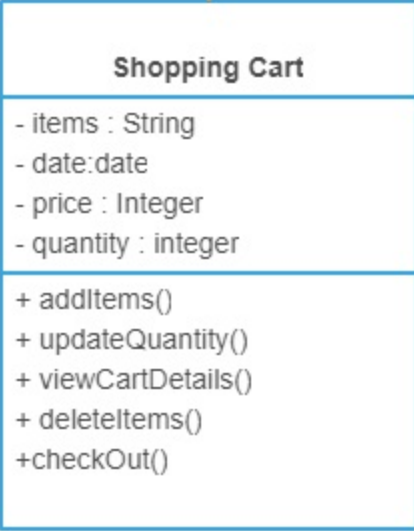 Shopping Cart
- items : String
- date:date
- price : Integer
- quantity : integer
+ addItems()
+ updateQuantity()
+ viewCartDetails()
+ deleteItems()
+checkOut()